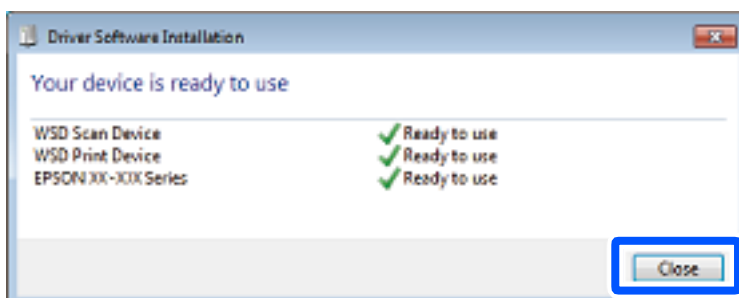 Driver Software Installation
Your device is ready to use
WSD Scan Device Ready to use
WSD Print Device Ready to use
EPSON XX-XXX Series Ready to use
Close